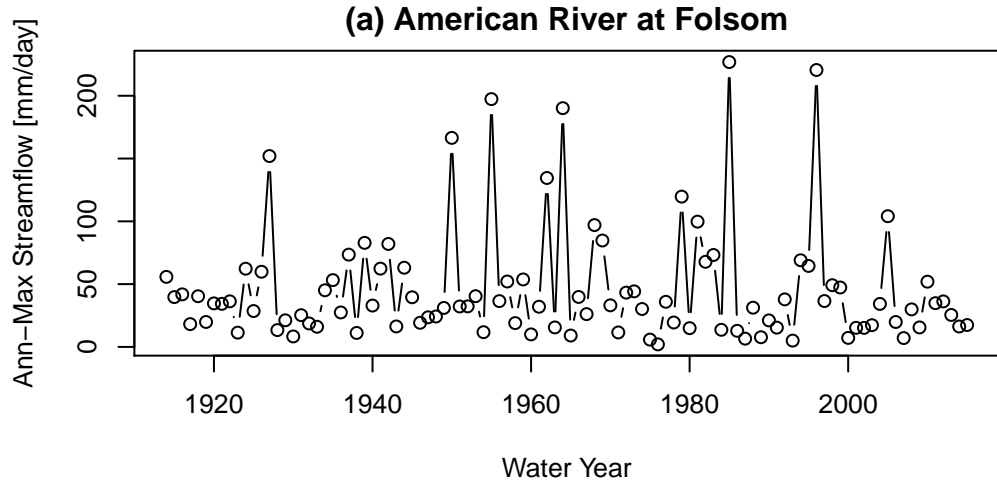 (a) American River at Folsom
Ann−Max Streamflow [mm/day]
200
100
50
0
1920 1940 1960 1980 2000
Water Year